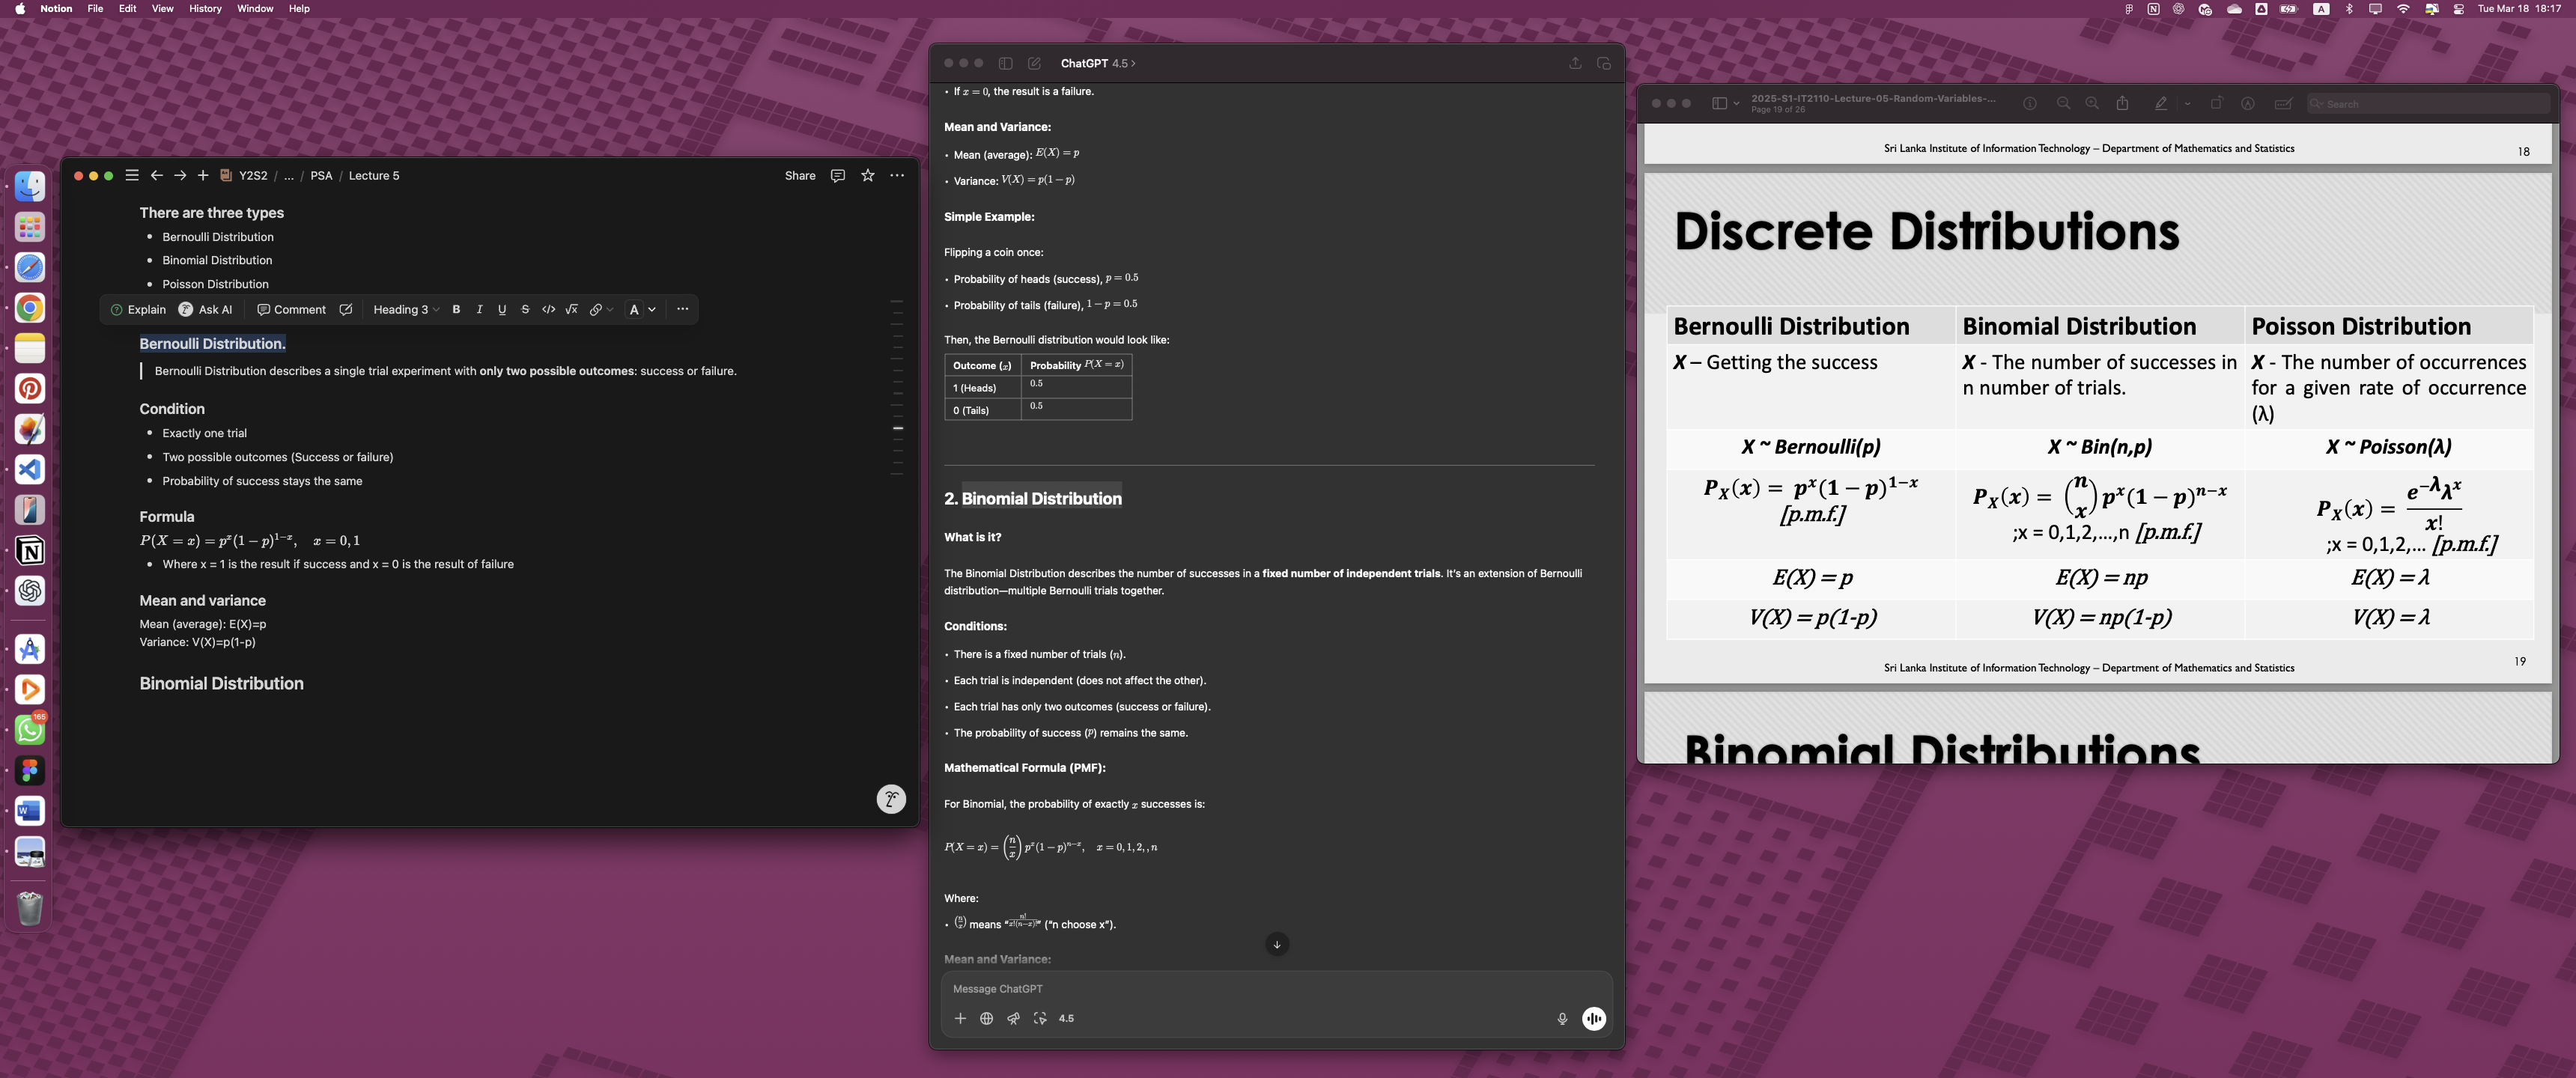 Notion File Edit View History Window Help
A
Tue Mar 18 18:17
Y2S2 / ... / PSA / Lecture 5
Share
There are three types
• Bernoulli Distribution
• Binomial Distribution
• Poisson Distribution
Explain Ask AI Comment Heading 3 B I U S </> √x A ...
Bernoulli Distribution.
Bernoulli Distribution describes a single trial experiment with only two possible outcomes: success or failure.
Condition
• Exactly one trial
• Two possible outcomes (Success or failure)
• Probability of success stays the same
Formula
P(X = x) = pˣ(1 − p)¹⁻ˣ, x = 0, 1
• Where x = 1 is the result if success and x = 0 is the result of failure
Mean and variance
Mean (average): E(X)=p
Variance: V(X)=p(1-p)
Binomial Distribution
165
ChatGPT 4.5 >
• If x = 0, the result is a failure.
Mean and Variance:
• Mean (average): E(X) = p
• Variance: V(X) = p(1 − p)
Simple Example:
Flipping a coin once:
• Probability of heads (success), p = 0.5
• Probability of tails (failure), 1 − p = 0.5
Then, the Bernoulli distribution would look like:
Outcome (x) Probability P(X = x)
1 (Heads) 0.5
0 (Tails) 0.5
2. Binomial Distribution
What is it?
The Binomial Distribution describes the number of successes in a fixed number of independent trials. It's an extension of Bernoulli
distribution—multiple Bernoulli trials together.
Conditions:
• There is a fixed number of trials (n).
• Each trial is independent (does not affect the other).
• Each trial has only two outcomes (success or failure).
• The probability of success (p) remains the same.
Mathematical Formula (PMF):
For Binomial, the probability of exactly x successes is:
P(X = x) = (n/x) pˣ(1 − p)ⁿ⁻ˣ, x = 0, 1, 2, , n
Where:
• (n/x) means "n!/x!(n−x)!" ("n choose x").
Mean and Variance:
Message ChatGPT
4.5
2025-S1-IT2110-Lecture-05-Random-Variables-...
Page 19 of 26
Search
Sri Lanka Institute of Information Technology – Department of Mathematics and Statistics
18
Discrete Distributions
Bernoulli Distribution Binomial Distribution Poisson Distribution
X – Getting the success
X - The number of successes in
n number of trials.
X - The number of occurrences
for a given rate of occurrence
(λ)
X ~ Bernoulli(p) X ~ Bin(n,p) X ~ Poisson(λ)
P_X(x) = pˣ(1 − p)¹⁻ˣ
[p.m.f.]
P_X(x) = (n x) pˣ(1 − p)ⁿ⁻ˣ
;x = 0,1,2,...,n [p.m.f.]
P_X(x) = e^−λ λˣ / x!
;x = 0,1,2,... [p.m.f.]
E(X) = p E(X) = np E(X) = λ
V(X) = p(1-p) V(X) = np(1-p) V(X) = λ
Sri Lanka Institute of Information Technology – Department of Mathematics and Statistics
19
Binomial Distributions